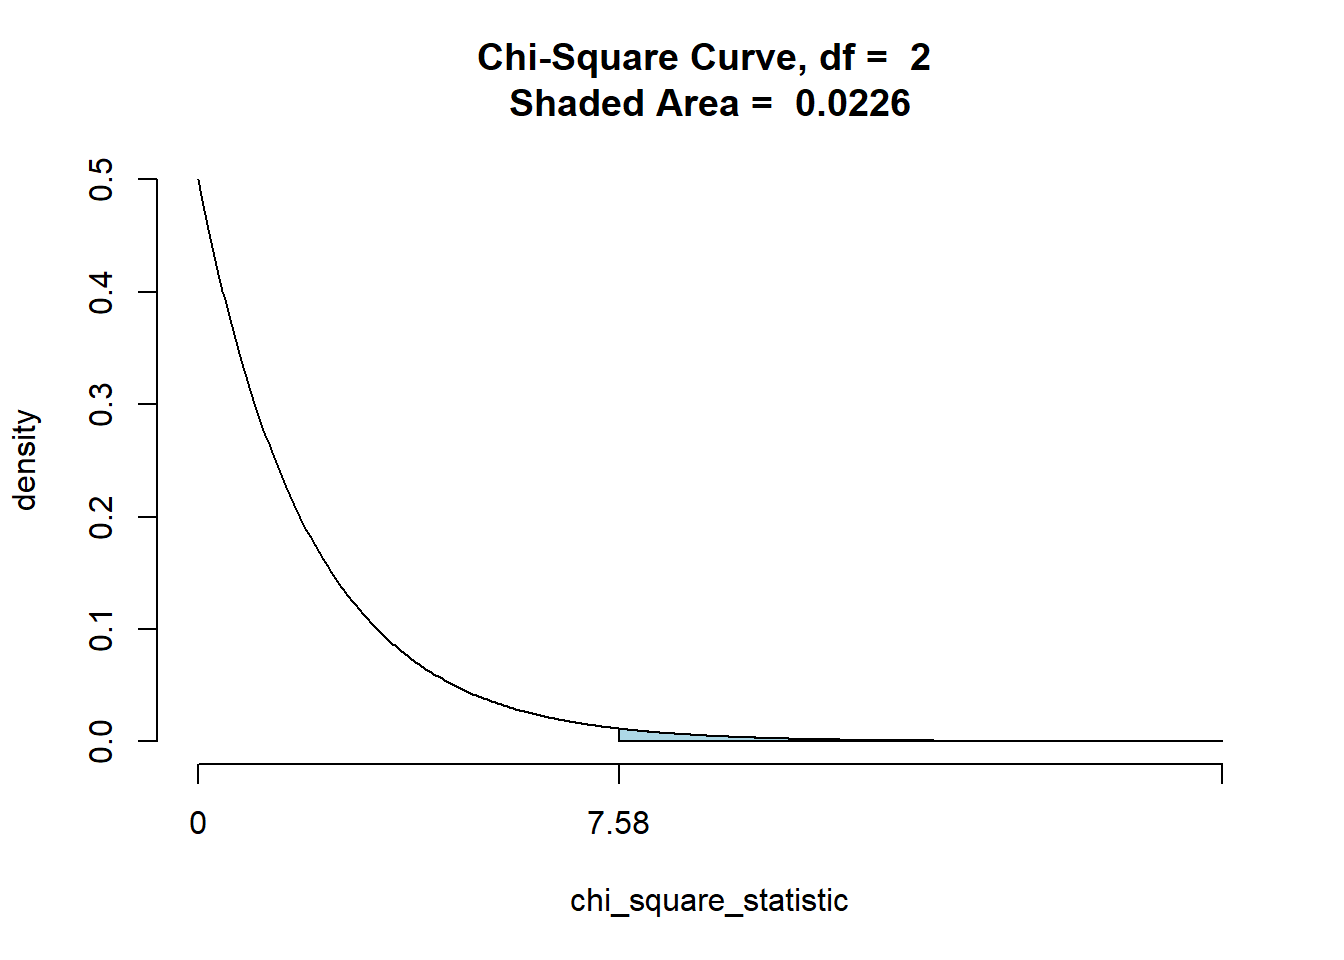 Chi-Square Curve, df =  2
Shaded Area =  0.0226
density
0.5
0.4
0.3
0.2
0.1
0.0
0
7.58
chi_square_statistic